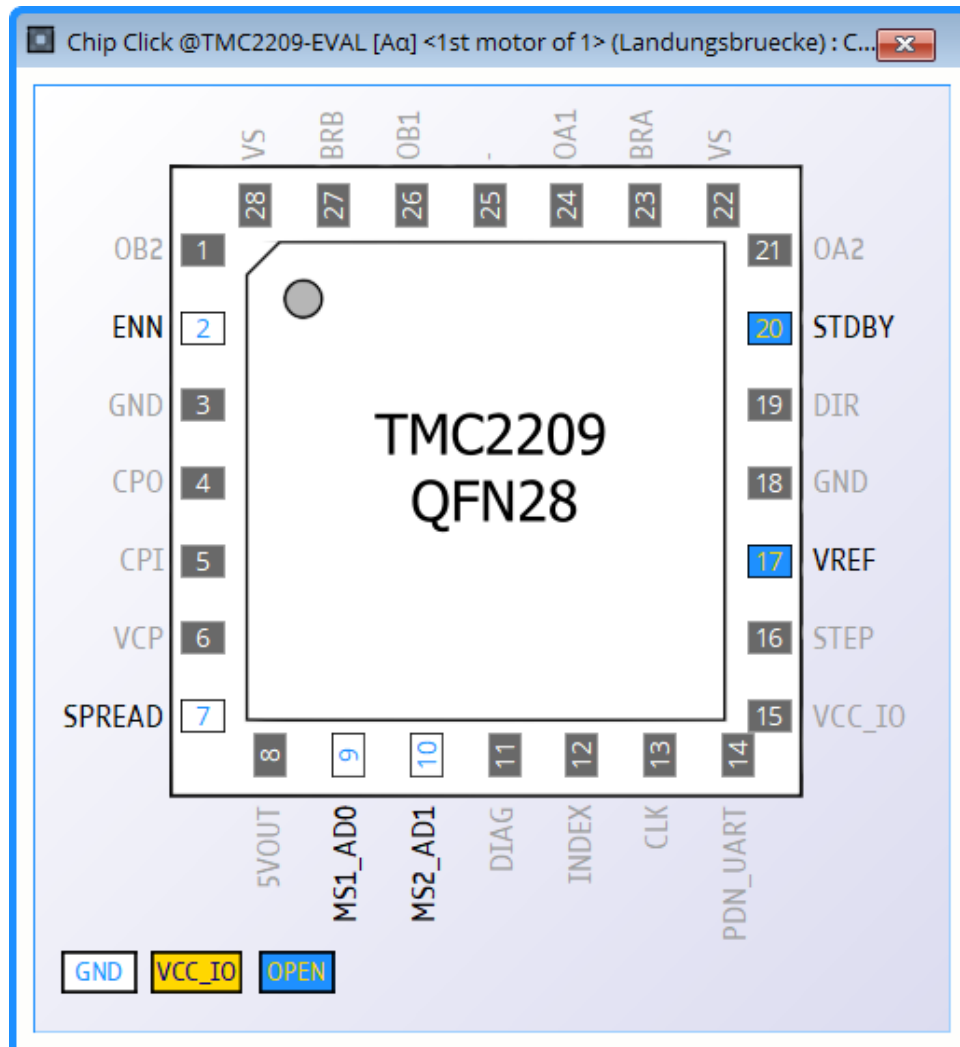 Chip Click @TMC2209-EVAL [Aα] <1st motor of 1> (Landungsbruecke) : C...
VS BRB OB1 - OA1 BRA VS
28 27 26 25 24 23 22
OB2 1 21 OA2
ENN 2 20 STDBY
GND 3 19 DIR
TMC2209
CPO 4 18 GND
QFN28
CPI 5 17 VREF
VCP 6 16 STEP
SPREAD 7 15 VCC_IO
8 9 10 11 12 13 14
5VOUT MS1_AD0 MS2_AD1 DIAG INDEX CLK PDN_UART
GND VCC_IO OPEN